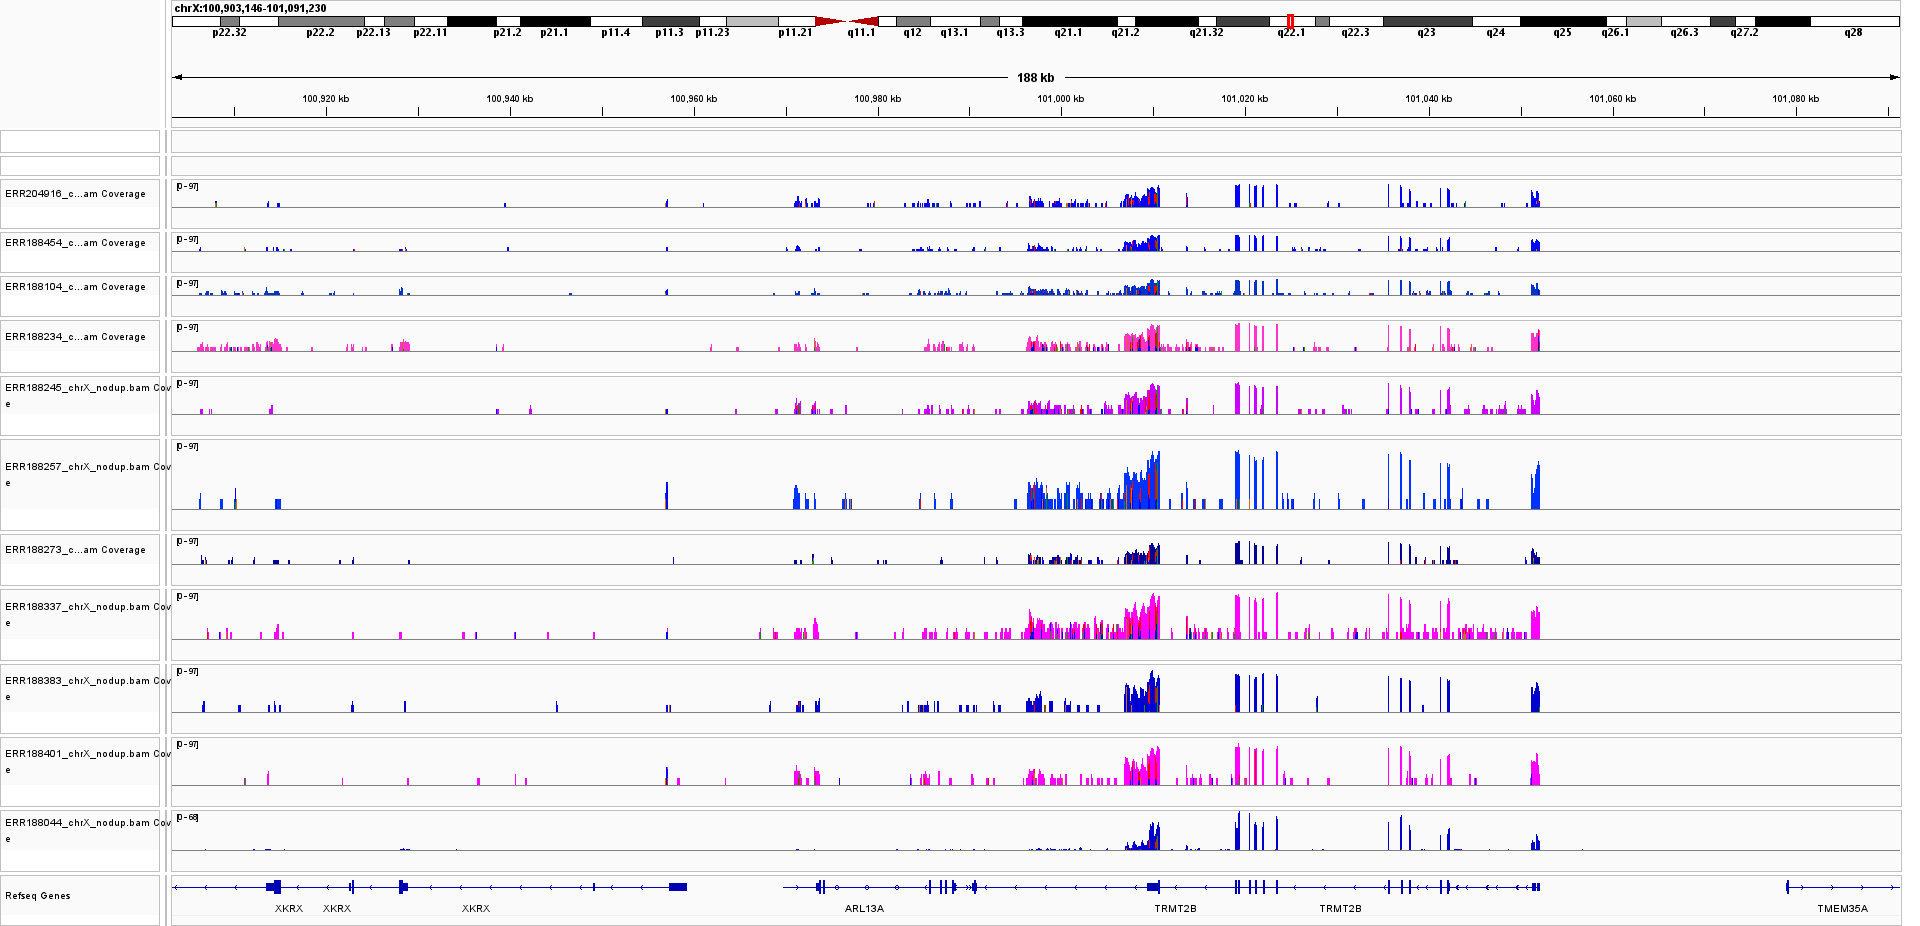 chrX:100,903,146-101,091,230
p22.32 p22.2 p22.13 p22.11 p21.2 p21.1 p11.4 p11.3 p11.23 p11.21 q11.1 q12 q13.1 q13.3 q21.1 q21.2 q21.32 q22.1 q22.3 q23 q24 q25 q26.1 q26.3 q27.2 q28
188 kb
100,920 kb 100,940 kb 100,960 kb 100,980 kb 101,000 kb 101,020 kb 101,040 kb 101,060 kb 101,080 kb
[0 - 97]
ERR204916_c...am Coverage
[0 - 97]
ERR188454_c...am Coverage
[0 - 97]
ERR188104_c...am Coverage
[0 - 97]
ERR188234_c...am Coverage
[0 - 97]
ERR188245_chrX_nodup.bam Cov
e
[0 - 97]
ERR188257_chrX_nodup.bam Cov
e
[0 - 97]
ERR188273_c...am Coverage
[0 - 97]
ERR188337_chrX_nodup.bam Cov
e
[0 - 97]
ERR188383_chrX_nodup.bam Cov
e
[0 - 97]
ERR188401_chrX_nodup.bam Cov
e
[0 - 68]
ERR188044_chrX_nodup.bam Cov
e
Refseq Genes
XKRX XKRX XKRX ARL13A TRMT2B TRMT2B TMEM35A